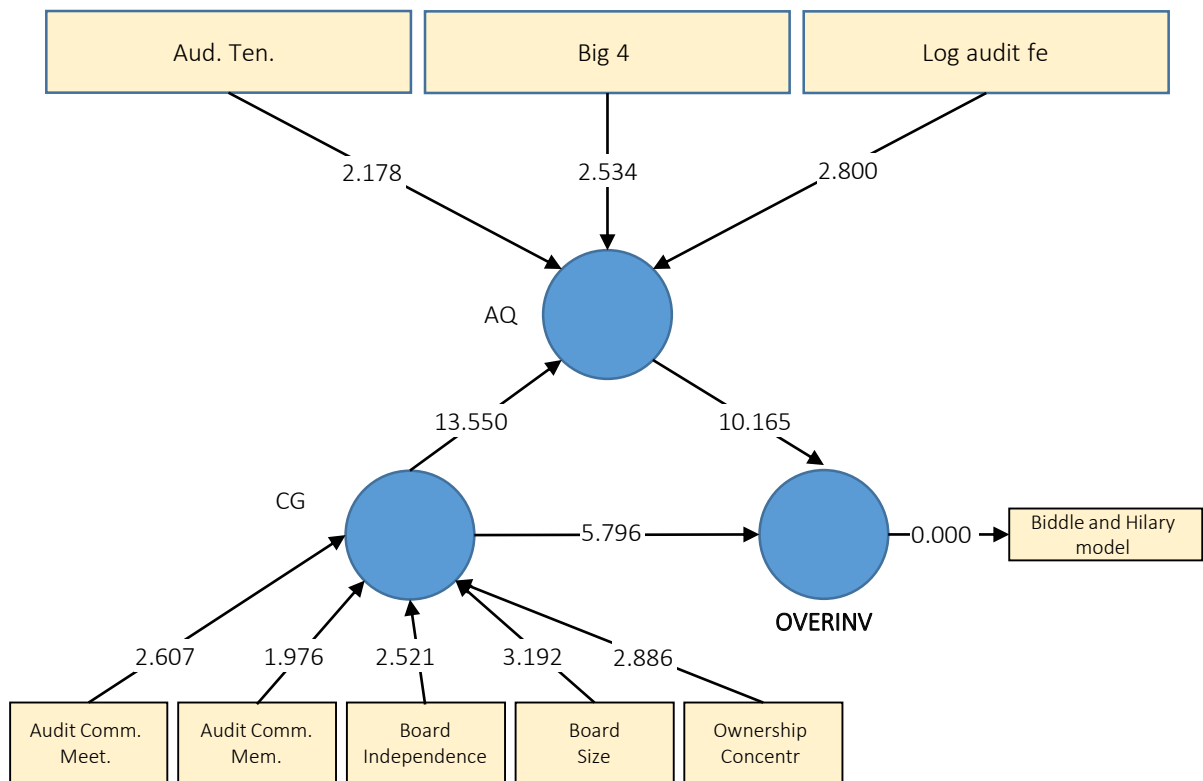 Aud. Ten.
Big 4
Log audit fe
2.178
2.534
2.800
AQ
13.550
10.165
CG
5.796
0.000
Biddle and Hilary
model
OVERINV
2.607
1.976
2.521
3.192
2.886
Audit Comm.
Meet.
Audit Comm.
Mem.
Board
Independence
Board
Size
Ownership
Concentr